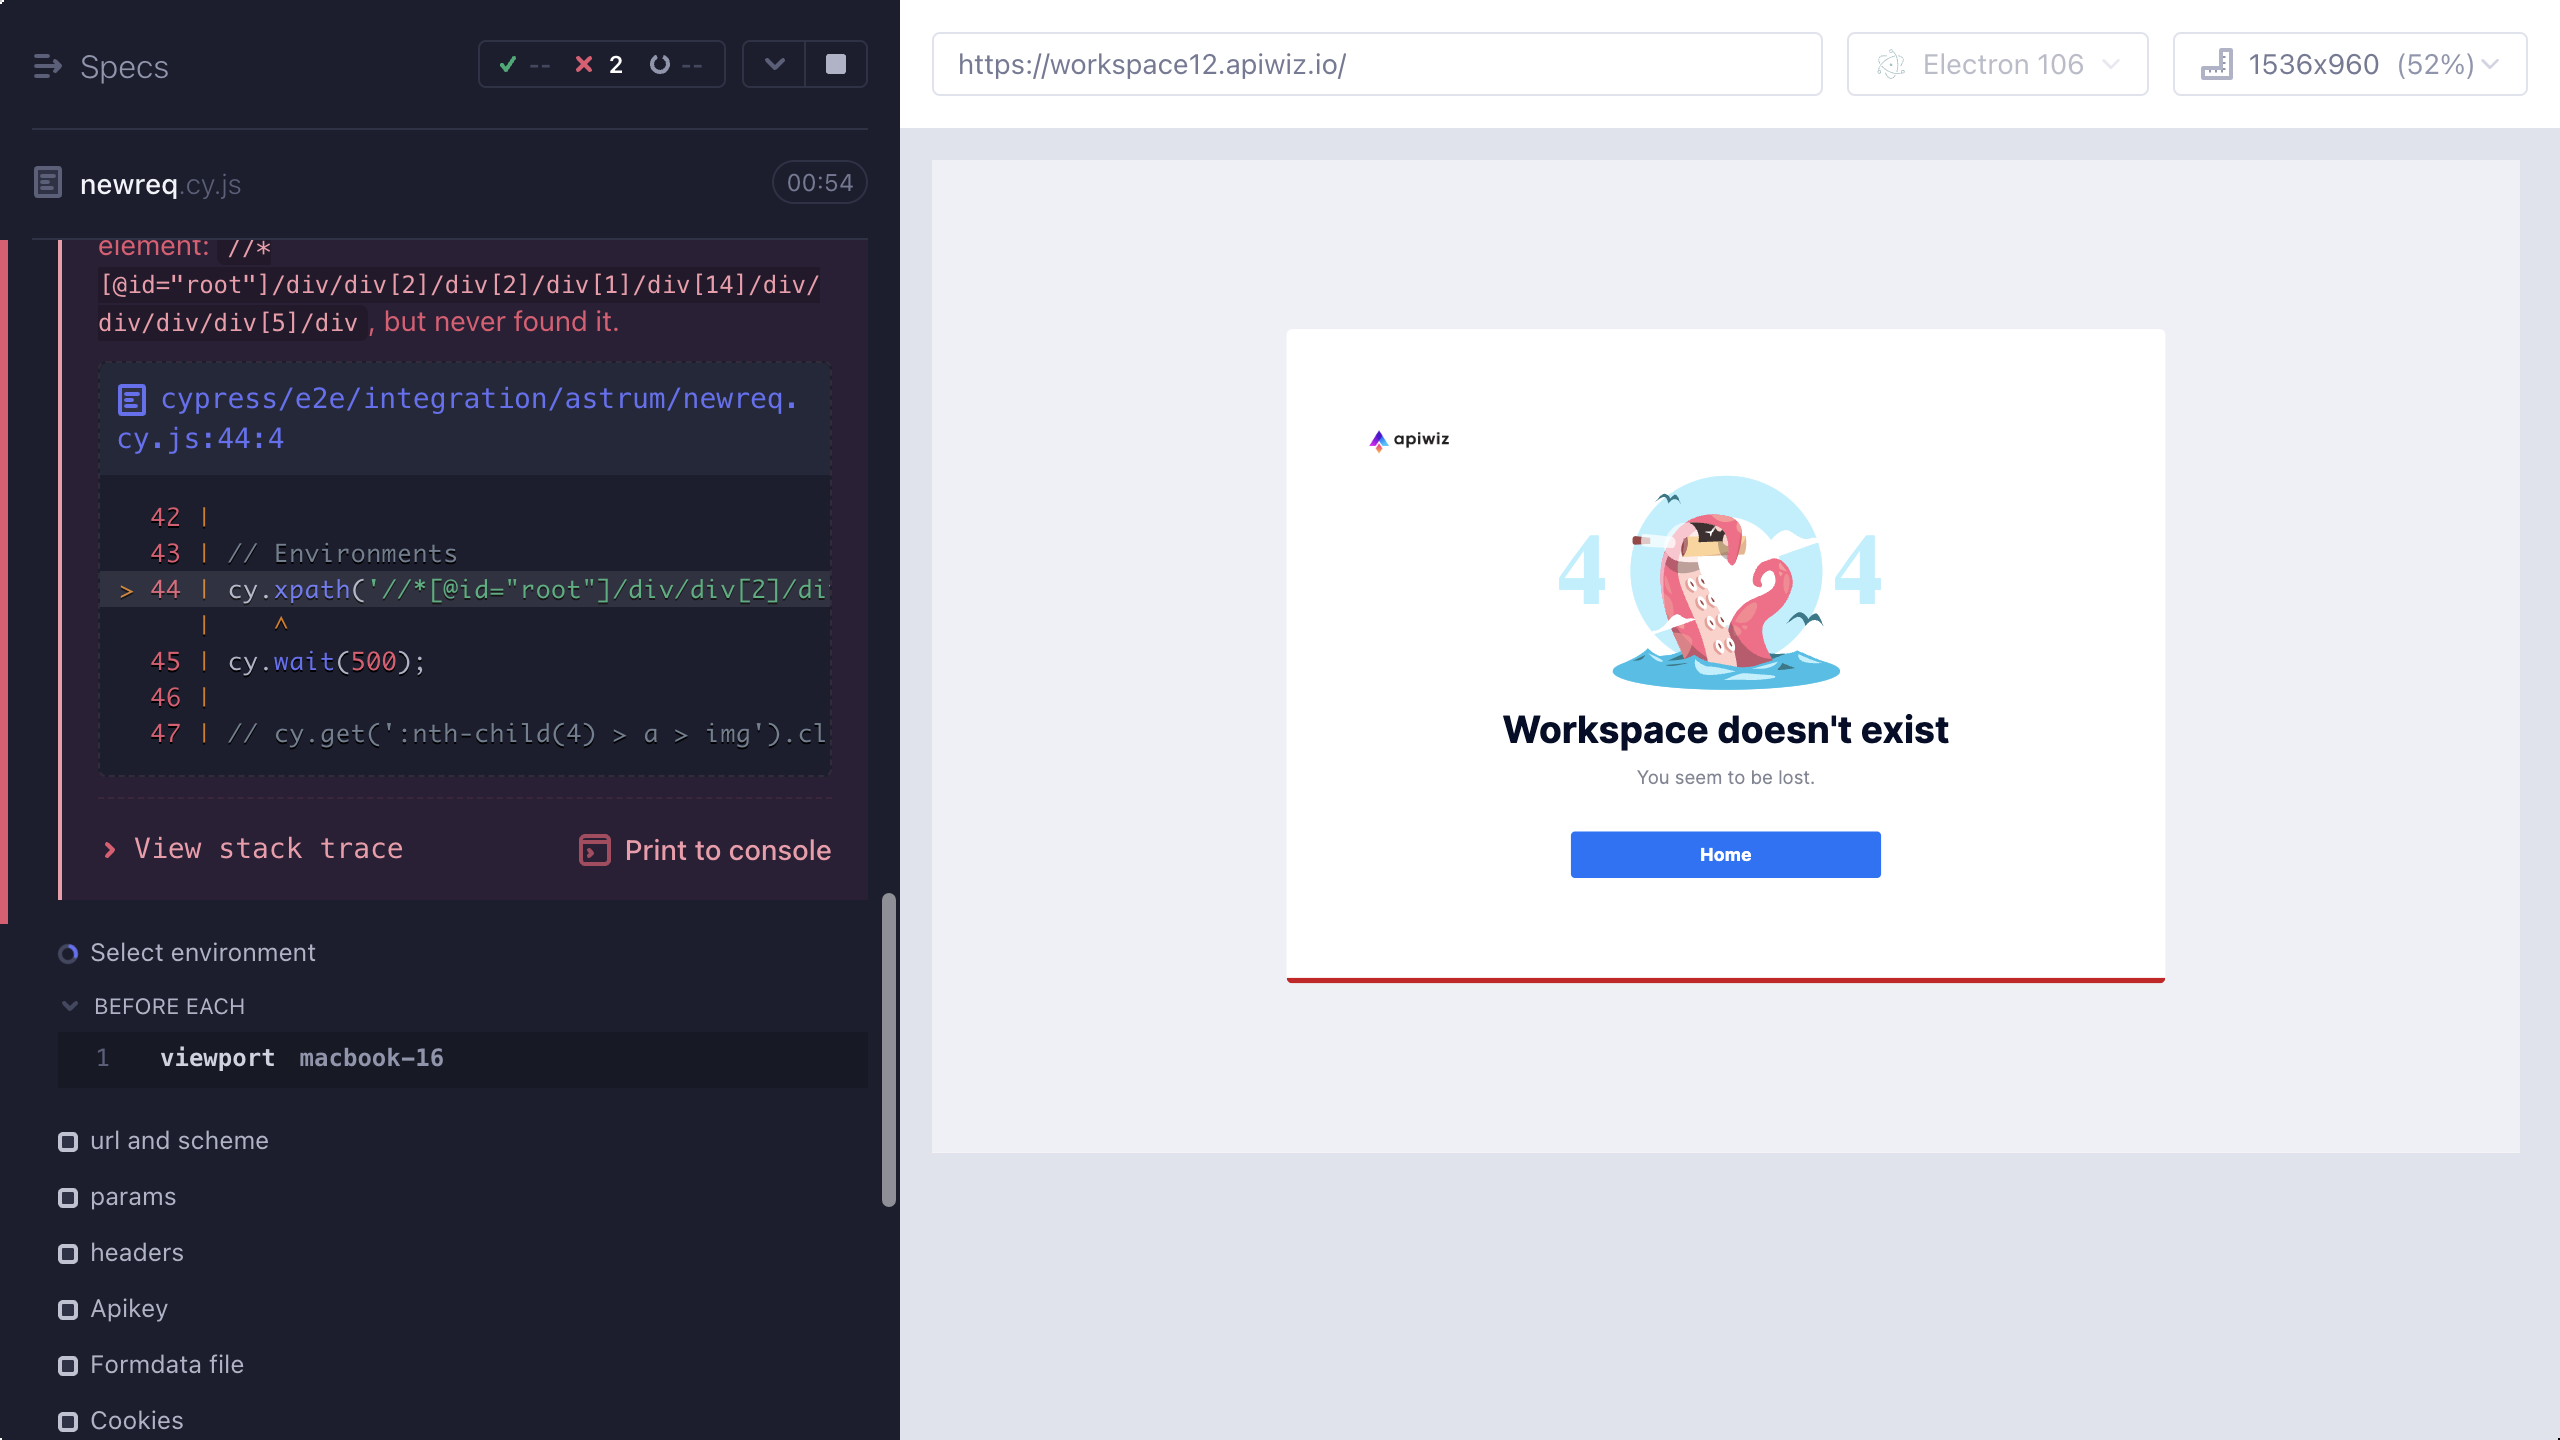 Specs
-- 2 --
newreq.cy.js
00:54
element: //*
[@id="root"]/div/div[2]/div[2]/div[1]/div[14]/div/
div/div/div[5]/div , but never found it.
cypress/e2e/integration/astrum/newreq.
cy.js:44:4
42 |
43 | // Environments
> 44 | cy.xpath('//*[@id="root"]/div/div[2]/di
| ^
45 | cy.wait(500);
46 |
47 | // cy.get(':nth-child(4) > a > img').cl
View stack trace
Print to console
Select environment
BEFORE EACH
1 viewport macbook-16
url and scheme
params
headers
Apikey
Formdata file
Cookies
https://workspace12.apiwiz.io/
Electron 106
1536x960 (52%)
apiwiz
4 4
Workspace doesn't exist
You seem to be lost.
Home